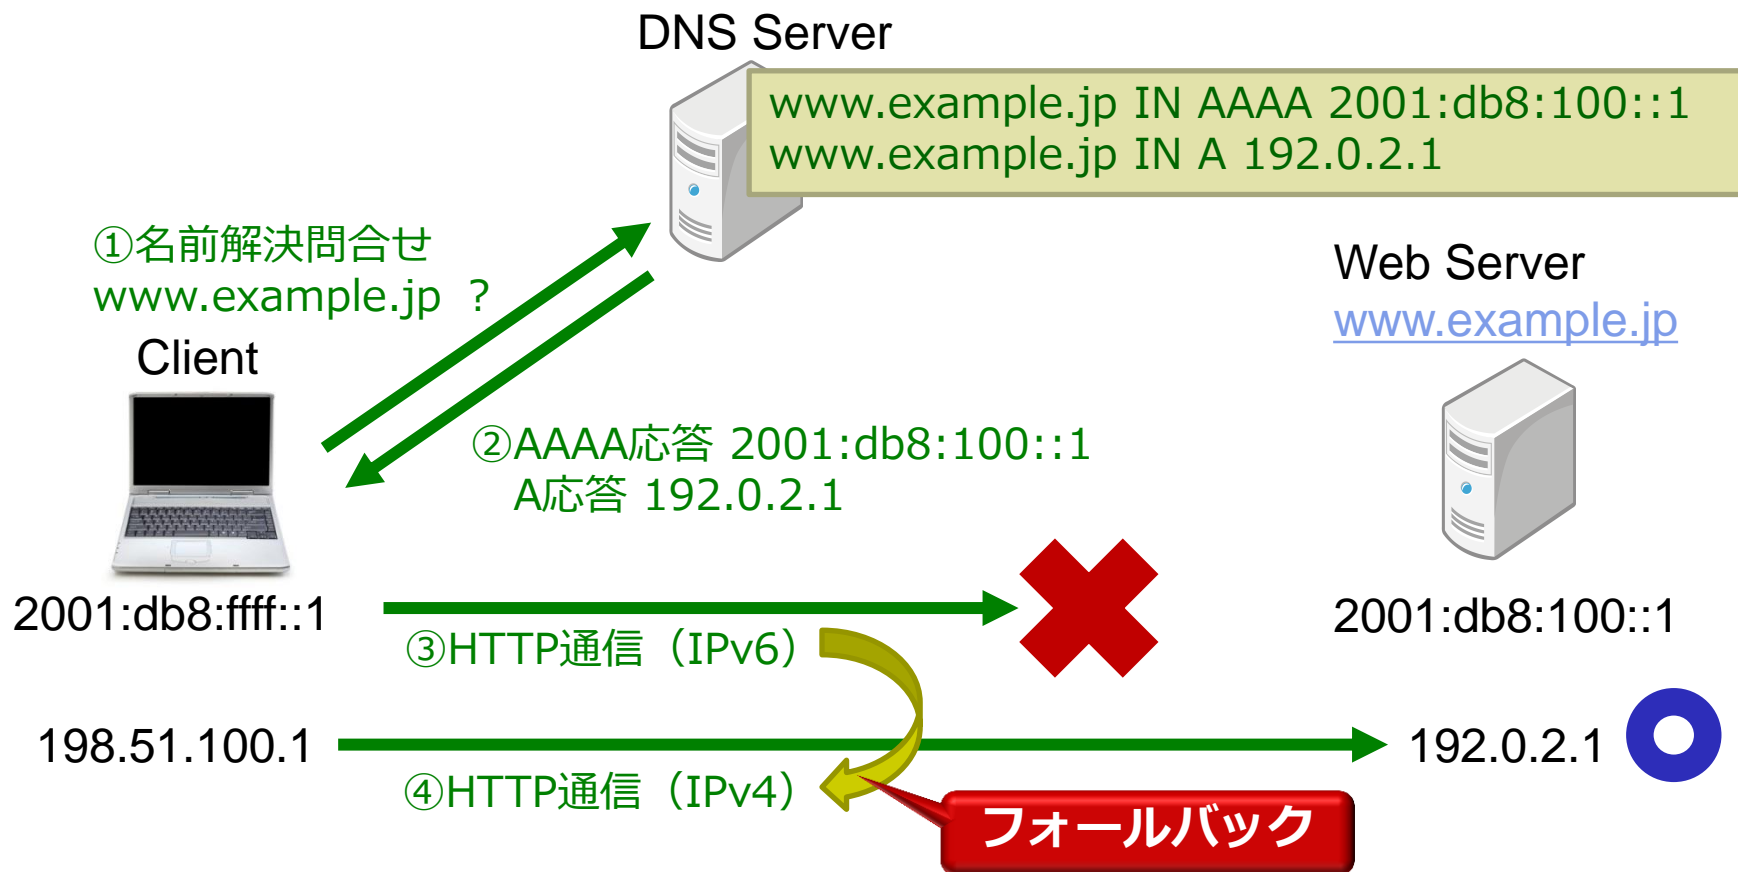 DNS Server
www.example.jp IN AAAA 2001:db8:100::1
www.example.jp IN A 192.0.2.1
①名前解決問合せ
www.example.jp ?
Client
Web Server
www.example.jp
②AAAA応答 2001:db8:100::1
A応答 192.0.2.1
2001:db8:ffff::1
③HTTP通信（IPv6）
2001:db8:100::1
198.51.100.1
④HTTP通信（IPv4）
192.0.2.1
フォールバック